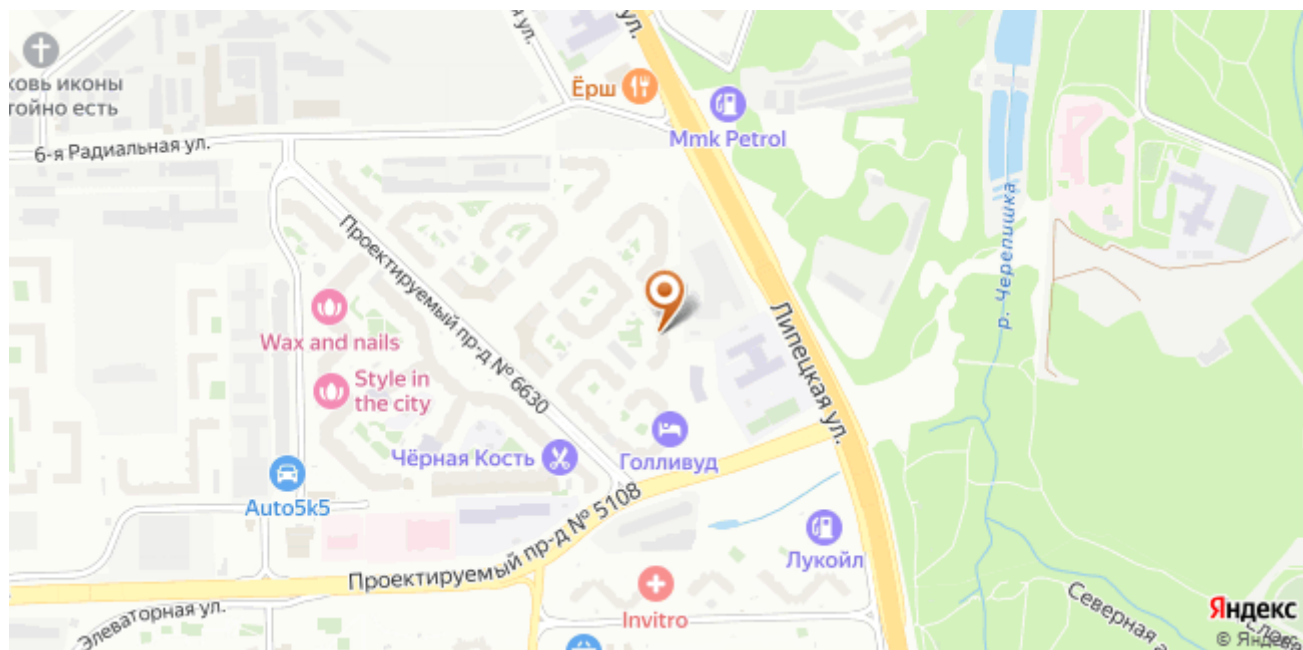 ковь иконы
тойно есть
ул.
ул.
Ёрш
Mmk Petrol
6-я Радиальная ул.
р. Черепишка
Проектируемый пр-д № 6630
Липецкая ул.
Wax and nails
Style in
the city
Чёрная Кость
Голливуд
Auto5k5
Проектируемый пр-д № 5108
Лукойл
Элеваторная ул.
Invitro
Северная а
Яндекс
© Яндекс